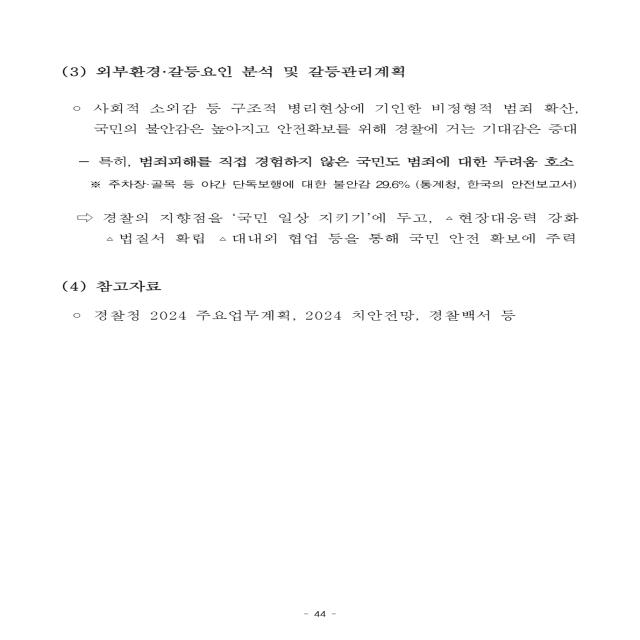 (3) 외부환경·갈등요인 분석 및 갈등관리계획
○ 사회적 소외감 등 구조적 병리현상에 기인한 비정형적 범죄 확산,
국민의 불안감은 높아지고 안전확보를 위해 경찰에 거는 기대감은 증대
- 특히, 범죄피해를 직접 경험하지 않은 국민도 범죄에 대한 두려움 호소
※ 주차장·골목 등 야간 단독보행에 대한 불안감 29.6% (통계청, 한국의 안전보고서)
⇨ 경찰의 지향점을 '국민 일상 지키기'에 두고, △현장대응력 강화
△법질서 확립 △대내외 협업 등을 통해 국민 안전 확보에 주력
(4) 참고자료
○ 경찰청 2024 주요업무계획, 2024 치안전망, 경찰백서 등
- 44 -